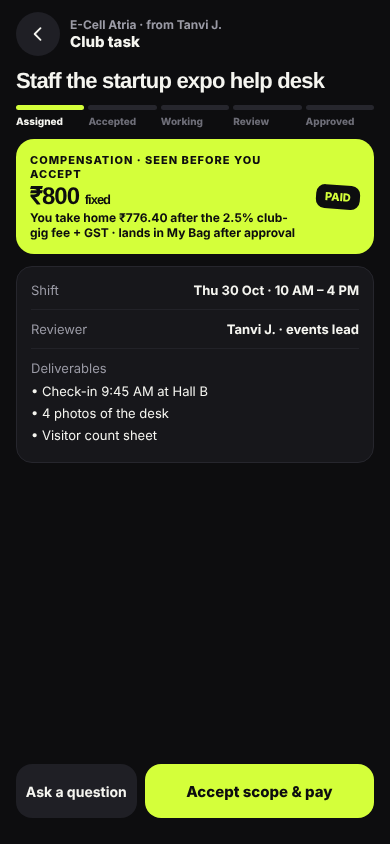 E-Cell Atria · from Tanvi J.
Club task
Staff the startup expo help desk
Assigned Accepted Working Review Approved
COMPENSATION · SEEN BEFORE YOU
ACCEPT
₹800 fixed
PAID
You take home ₹776.40 after the 2.5% club-
gig fee + GST · lands in My Bag after approval
Shift Thu 30 Oct · 10 AM – 4 PM
Reviewer Tanvi J. · events lead
Deliverables
• Check-in 9:45 AM at Hall B
• 4 photos of the desk
• Visitor count sheet
Ask a question Accept scope & pay